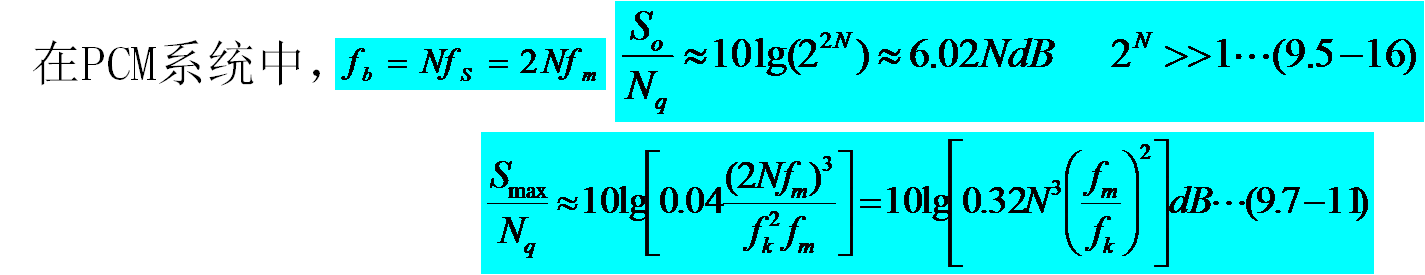 在PCM系统中， f_b = Nf_S = 2Nf_m  S_o/N_q ≈ 10lg(2^{2N}) ≈ 6.02NdB  2^N >> 1⋯(9.5−16)
S_max/N_q ≈ 10lg[0.04 (2Nf_m)^3/(f_k^2 f_m)] = 10lg[0.32N^3 (f_m/f_k)^2]dB⋯(9.7−11)